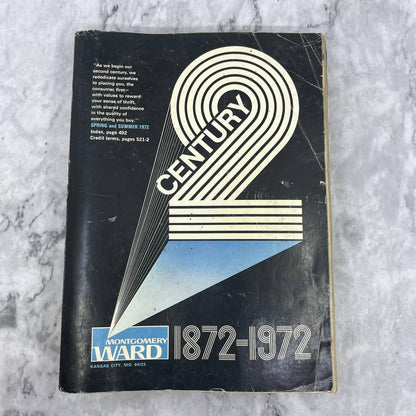 "As we begin our
second century, we
rededicate ourselves
to placing you, the
consumer, first—
with values to reward
your sense of thrift,
with shared confidence
in the quality of
everything you buy."
SPRING and SUMMER 1972
Index, page 402
Credit terms, pages 521-2
CENTURY
2
MONTGOMERY
WARD
1872-1972
KANSAS CITY, MO. 64123